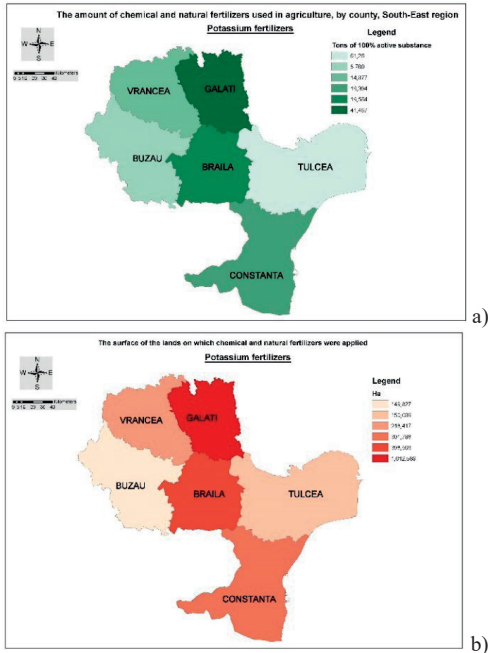 The amount of chemical and natural fertilizers used in agriculture, by county, South-East region
Potassium fertilizers
N
W E
S
Kilometers
Legend
Tons of 100% active substance
VRANCEA
GALATI
BUZAU
BRAILA
TULCEA
CONSTANTA
a)
The surface of the lands on which chemical and natural fertilizers were applied
Potassium fertilizers
N
W E
S
Kilometers
Legend
Ha
VRANCEA
GALATI
BUZAU
BRAILA
TULCEA
CONSTANTA
b)